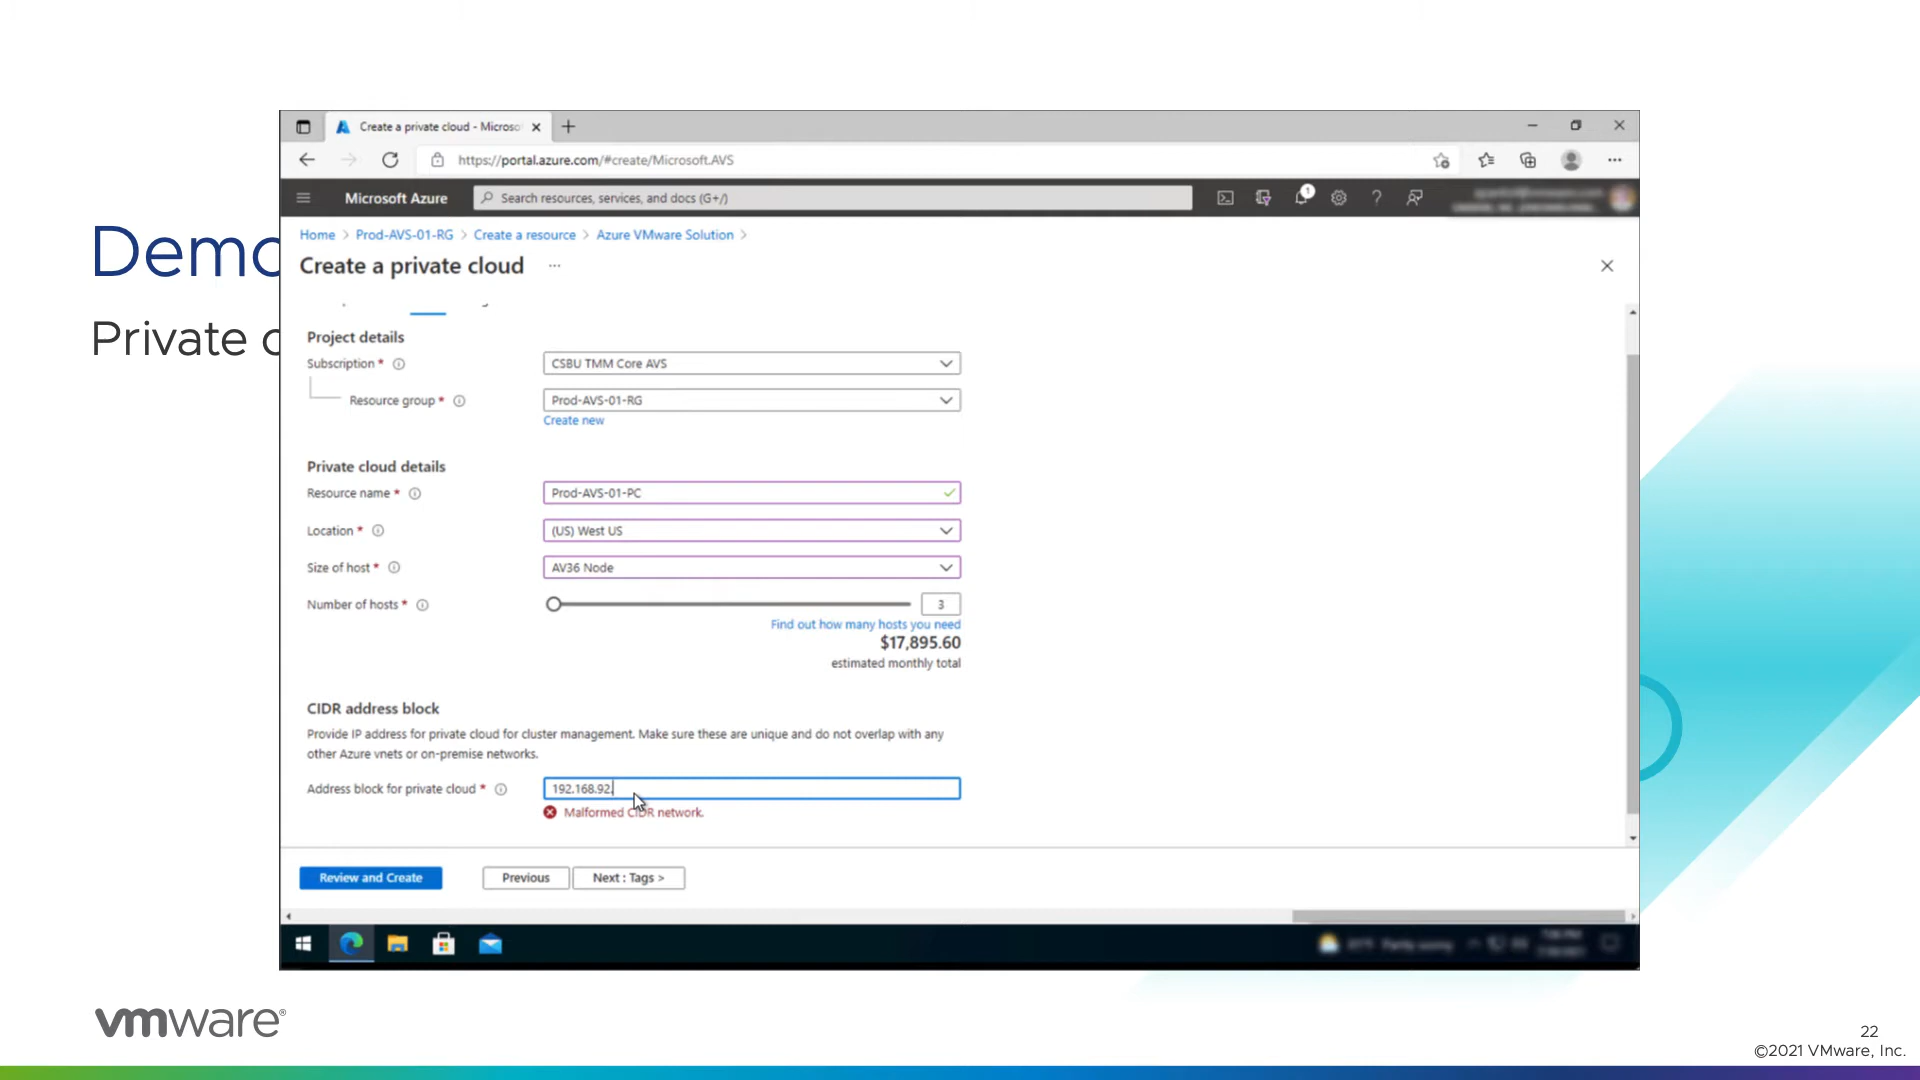 Demo
Private c
Create a private cloud - Microso
https://portal.azure.com/#create/Microsoft.AVS
Microsoft Azure
Search resources, services, and docs (G+/)
1
Home > Prod-AVS-01-RG > Create a resource > Azure VMware Solution >
Create a private cloud ...
Project details
Subscription *
CSBU TMM Core AVS
Resource group *
Prod-AVS-01-RG
Create new
Private cloud details
Resource name *
Prod-AVS-01-PC
Location *
(US) West US
Size of host *
AV36 Node
Number of hosts *
3
Find out how many hosts you need
$17,895.60
estimated monthly total
CIDR address block
Provide IP address for private cloud for cluster management. Make sure these are unique and do not overlap with any
other Azure vnets or on-premise networks.
Address block for private cloud *
192.168.92.
Malformed CIDR network.
Review and Create
Previous
Next : Tags >
vmware®
22
©2021 VMware, Inc.